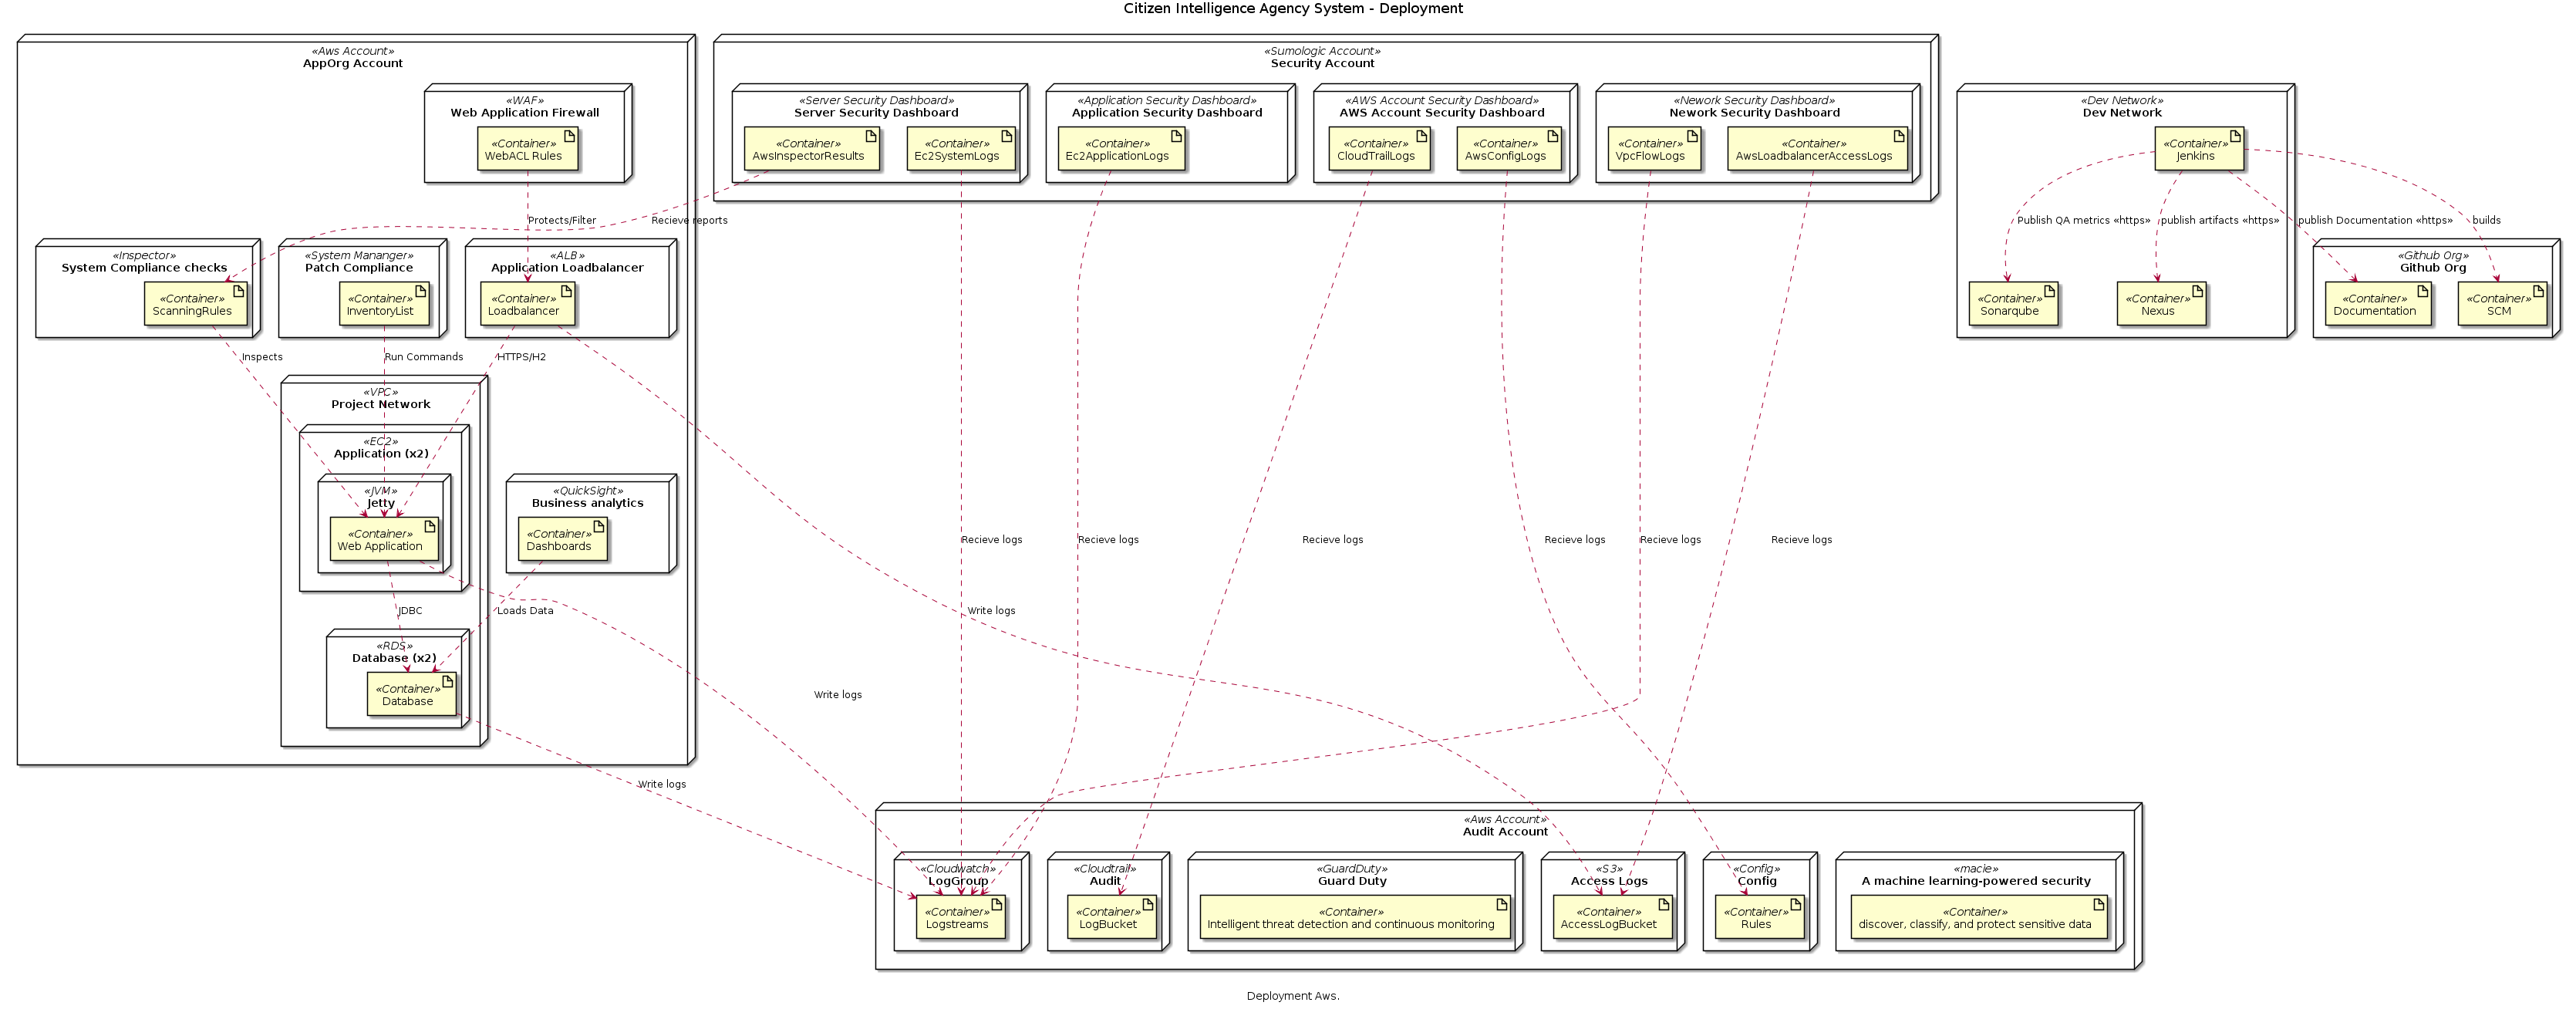 Citizen Intelligence Agency System - Deployment
«Aws Account»
AppOrg Account
«WAF»
Web Application Firewall
«Container»
WebACL Rules
Protects/Filter
Recieve reports
«Inspector»
System Compliance checks
«Container»
ScanningRules
«System Mananger»
Patch Compliance
«Container»
InventoryList
«ALB»
Application Loadbalancer
«Container»
Loadbalancer
Inspects
Run Commands
HTTPS/H2
«VPC»
Project Network
«EC2»
Application (x2)
«JVM»
Jetty
«Container»
Web Application
«QuickSight»
Business analytics
«Container»
Dashboards
JDBC
Loads Data
«RDS»
Database (x2)
«Container»
Database
«Sumologic Account»
Security Account
«Server Security Dashboard»
Server Security Dashboard
«Container»
AwsInspectorResults
«Container»
Ec2SystemLogs
«Application Security Dashboard»
Application Security Dashboard
«Container»
Ec2ApplicationLogs
«AWS Account Security Dashboard»
AWS Account Security Dashboard
«Container»
CloudTrailLogs
«Container»
AwsConfigLogs
«Nework Security Dashboard»
Nework Security Dashboard
«Container»
VpcFlowLogs
«Container»
AwsLoadbalancerAccessLogs
«Dev Network»
Dev Network
«Container»
Jenkins
Publish QA metrics «https»
publish artifacts «https»
publish Documentation «https»
builds
«Container»
Sonarqube
«Container»
Nexus
«Github Org»
Github Org
«Container»
Documentation
«Container»
SCM
Recieve logs
Recieve logs
Recieve logs
Recieve logs
Recieve logs
Recieve logs
Write logs
Write logs
Write logs
«Aws Account»
Audit Account
«Cloudwatch»
LogGroup
«Container»
Logstreams
«Cloudtrail»
Audit
«Container»
LogBucket
«GuardDuty»
Guard Duty
«Container»
Intelligent threat detection and continuous monitoring
«S3»
Access Logs
«Container»
AccessLogBucket
«Config»
Config
«Container»
Rules
«macie»
A machine learning-powered security
«Container»
discover, classify, and protect sensitive data
Deployment Aws.